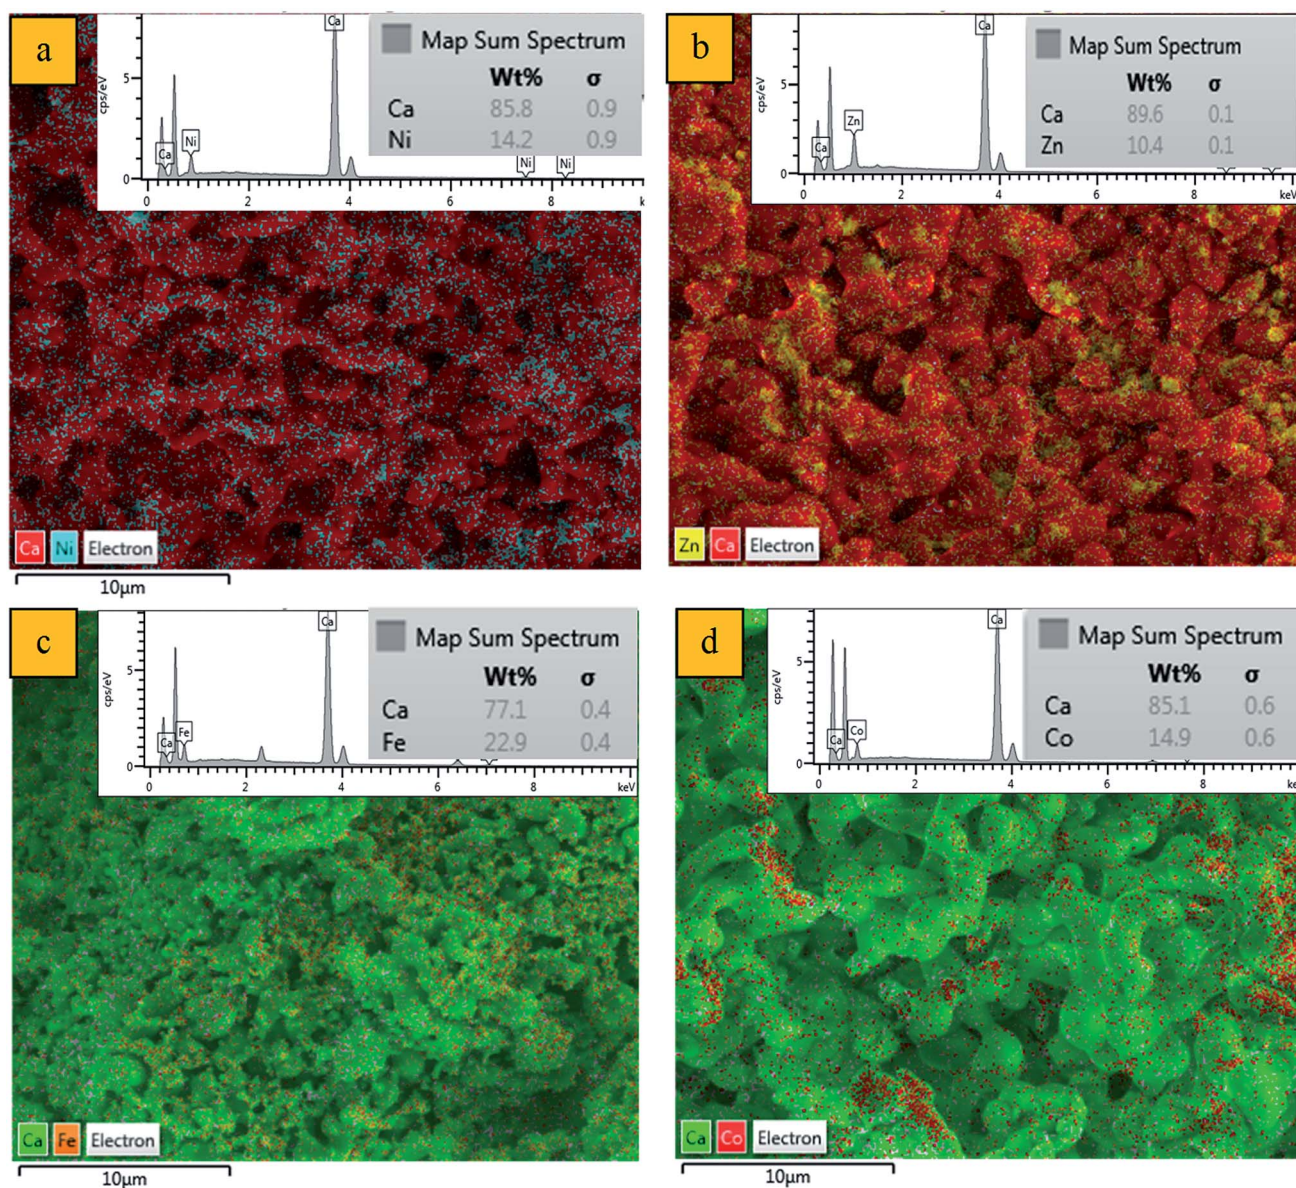 a
cps/eV
5
0
Ca
Ca
Ni
Ni
Ni
0 2 4 6 8
Map Sum Spectrum
Wt% σ
Ca 85.8 0.9
Ni 14.2 0.9
Ca Ni Electron
10μm
b
cps/eV
5
0
Ca
Zn
Ca
0 2 4 6 8 keV
Map Sum Spectrum
Wt% σ
Ca 89.6 0.1
Zn 10.4 0.1
Zn Ca Electron
c
cps/eV
5
0
Ca
Fe
Ca
0 2 4 6 8 keV
Map Sum Spectrum
Wt% σ
Ca 77.1 0.4
Fe 22.9 0.4
Ca Fe Electron
10μm
d
cps/eV
5
0
Ca
Co
Ca
0 2 4 6 8 keV
Map Sum Spectrum
Wt% σ
Ca 85.1 0.6
Co 14.9 0.6
Ca Co Electron
10μm